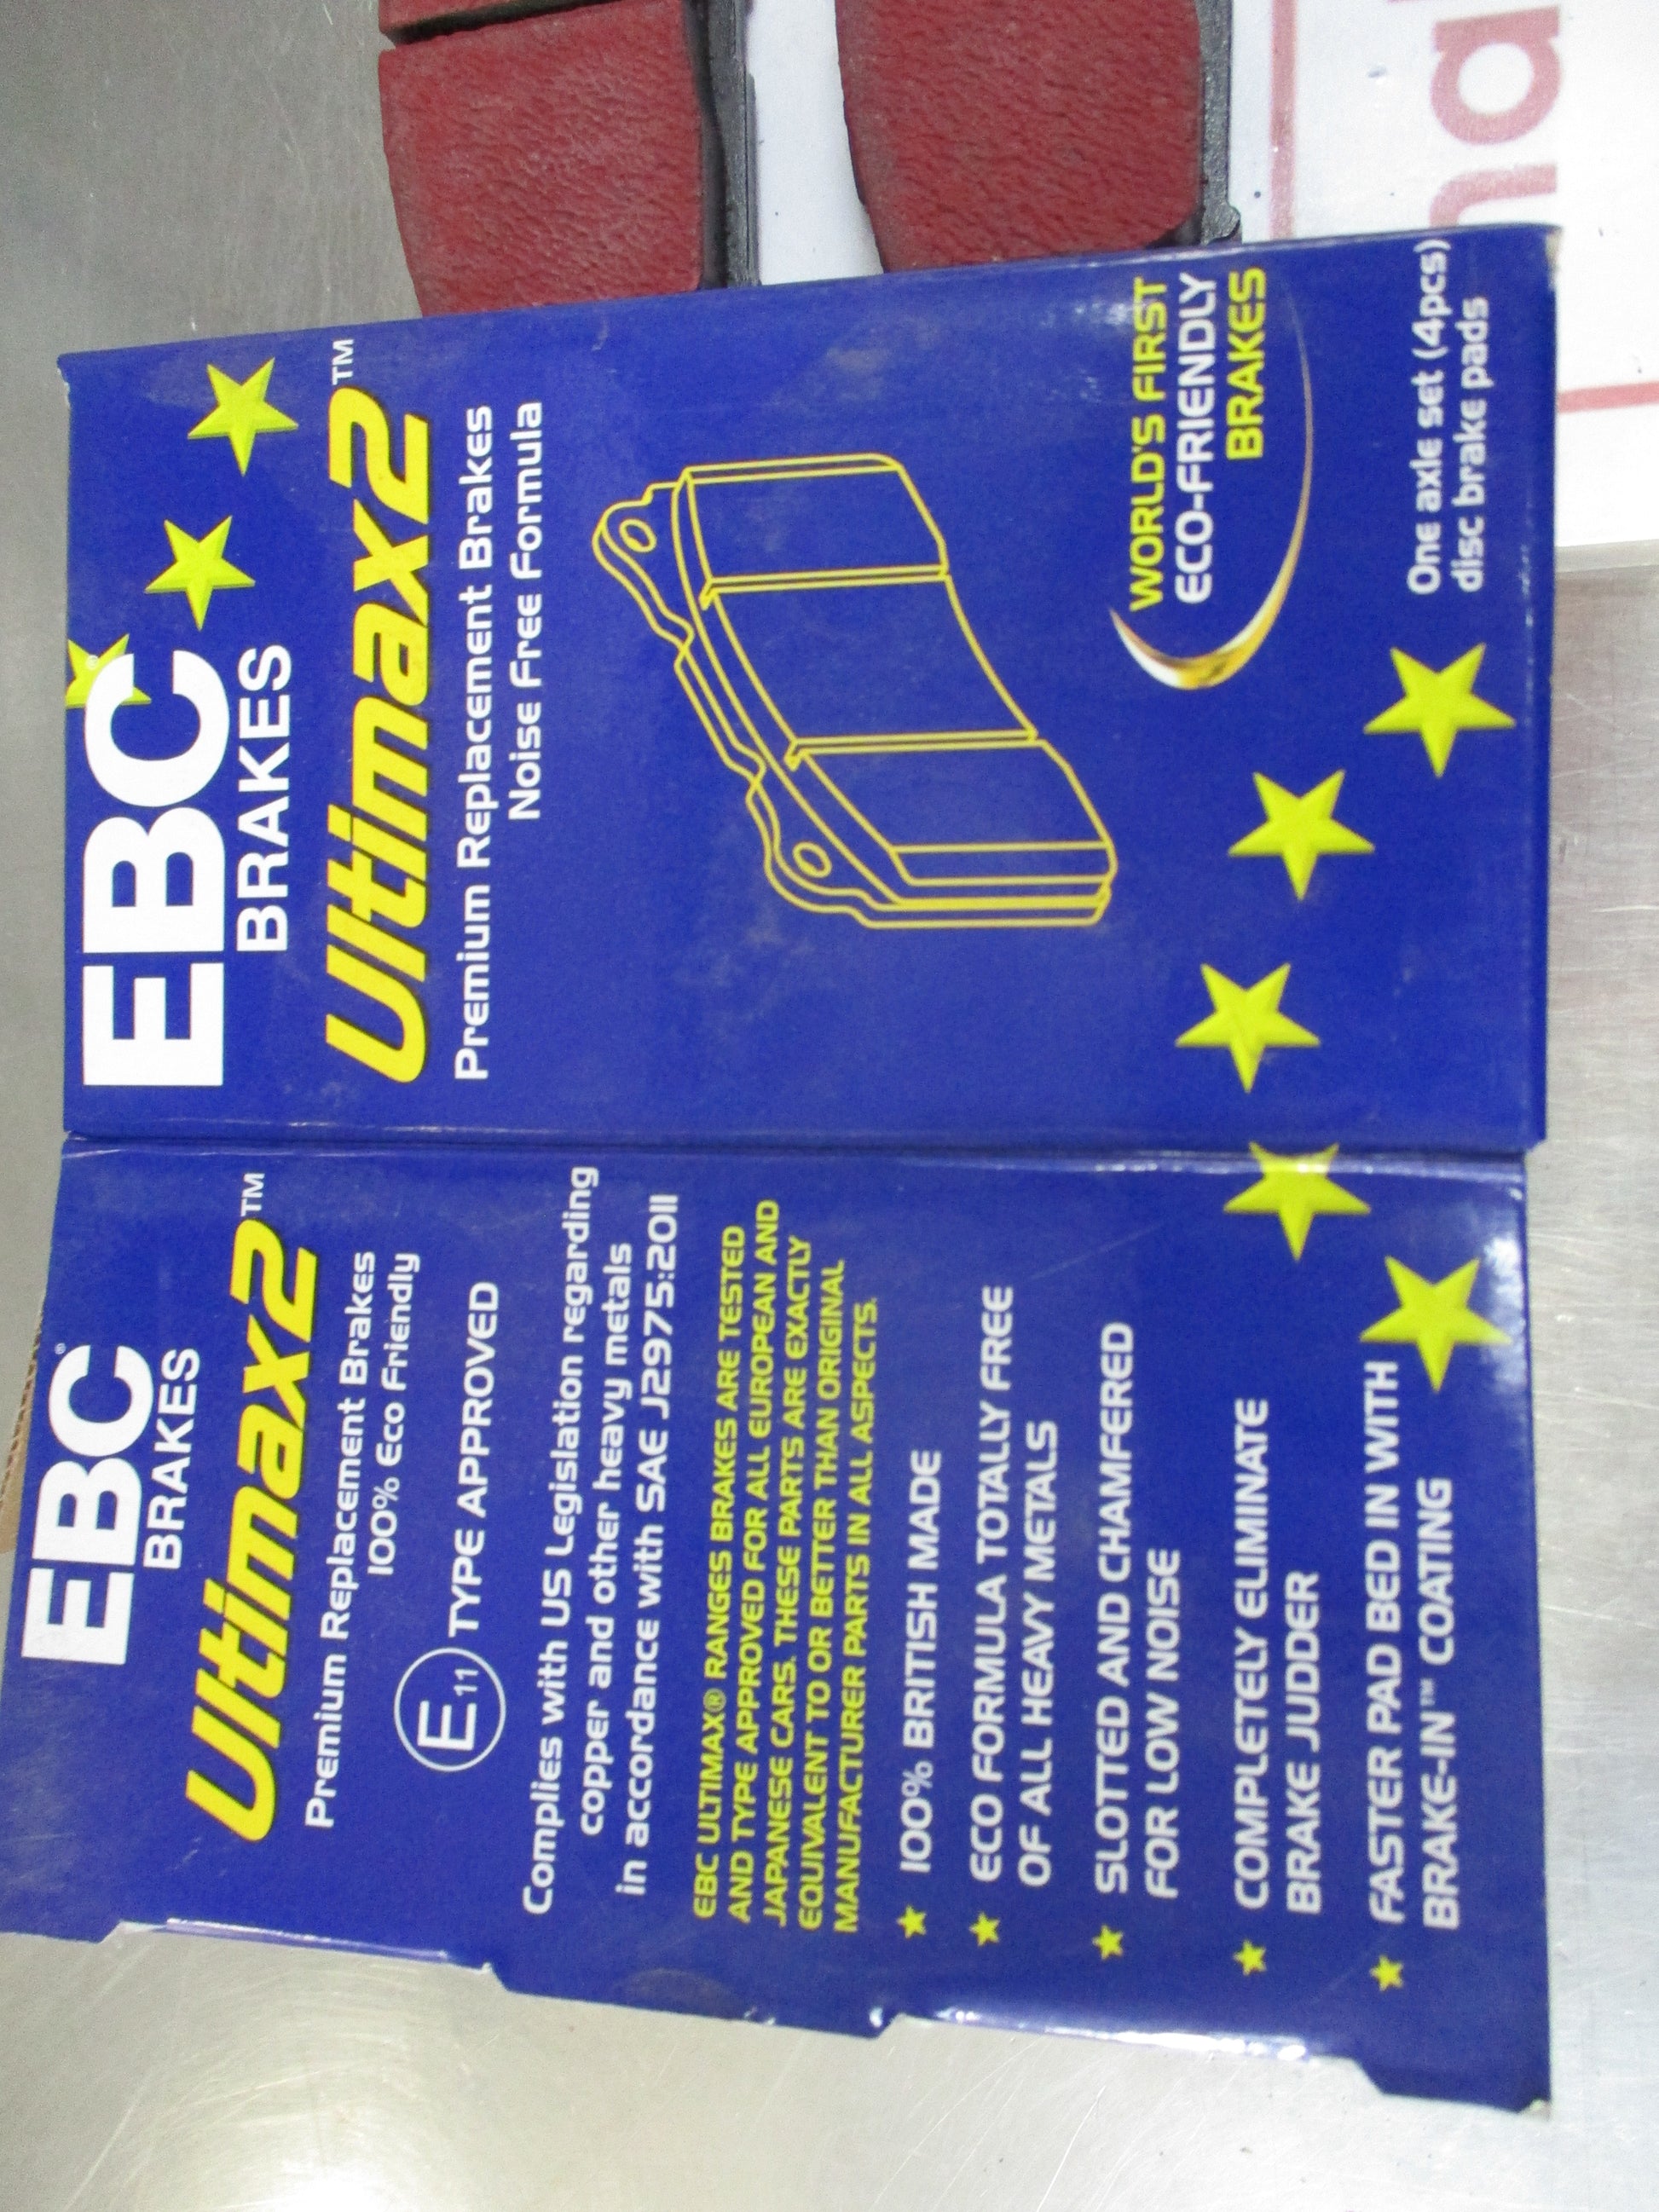 EBC®
BRAKES
Ultimax2™
Premium Replacement Brakes
Noise Free Formula
WORLD'S FIRST
ECO-FRIENDLY
BRAKES
One axle set (4pcs)
disc brake pads
EBC®
BRAKES
Ultimax2™
Premium Replacement Brakes
100% Eco Friendly
E11 TYPE APPROVED
Complies with US Legislation regarding
copper and other heavy metals
in accordance with SAE J2975:2011
EBC ULTIMAX® RANGES BRAKES ARE TESTED
AND TYPE APPROVED FOR ALL EUROPEAN AND
JAPANESE CARS. THESE PARTS ARE EXACTLY
EQUIVALENT TO OR BETTER THAN ORIGINAL
MANUFACTURER PARTS IN ALL ASPECTS.
100% BRITISH MADE
ECO FORMULA TOTALLY FREE
OF ALL HEAVY METALS
SLOTTED AND CHAMFERED
FOR LOW NOISE
COMPLETELY ELIMINATE
BRAKE JUDDER
FASTER PAD BED IN WITH
BRAKE-IN™ COATING